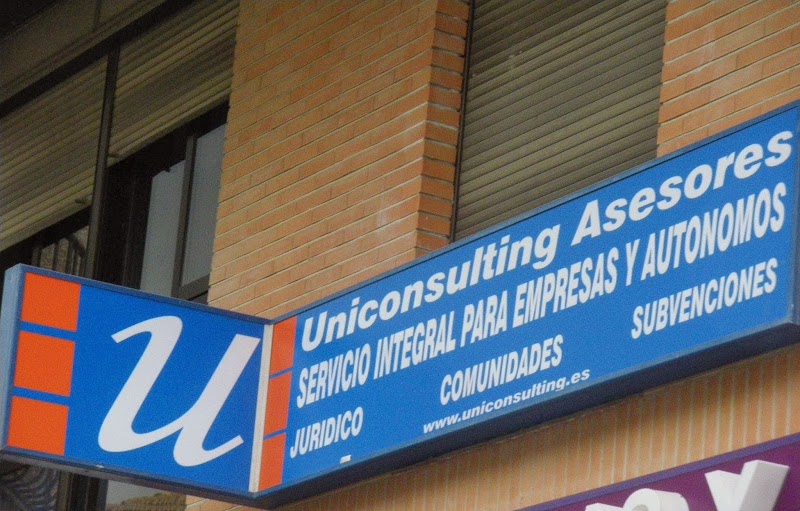 u
Uniconsulting Asesores
SERVICIO INTEGRAL PARA EMPRESAS Y AUTONOMOS
JURIDICO COMUNIDADES SUBVENCIONES
www.uniconsulting.es